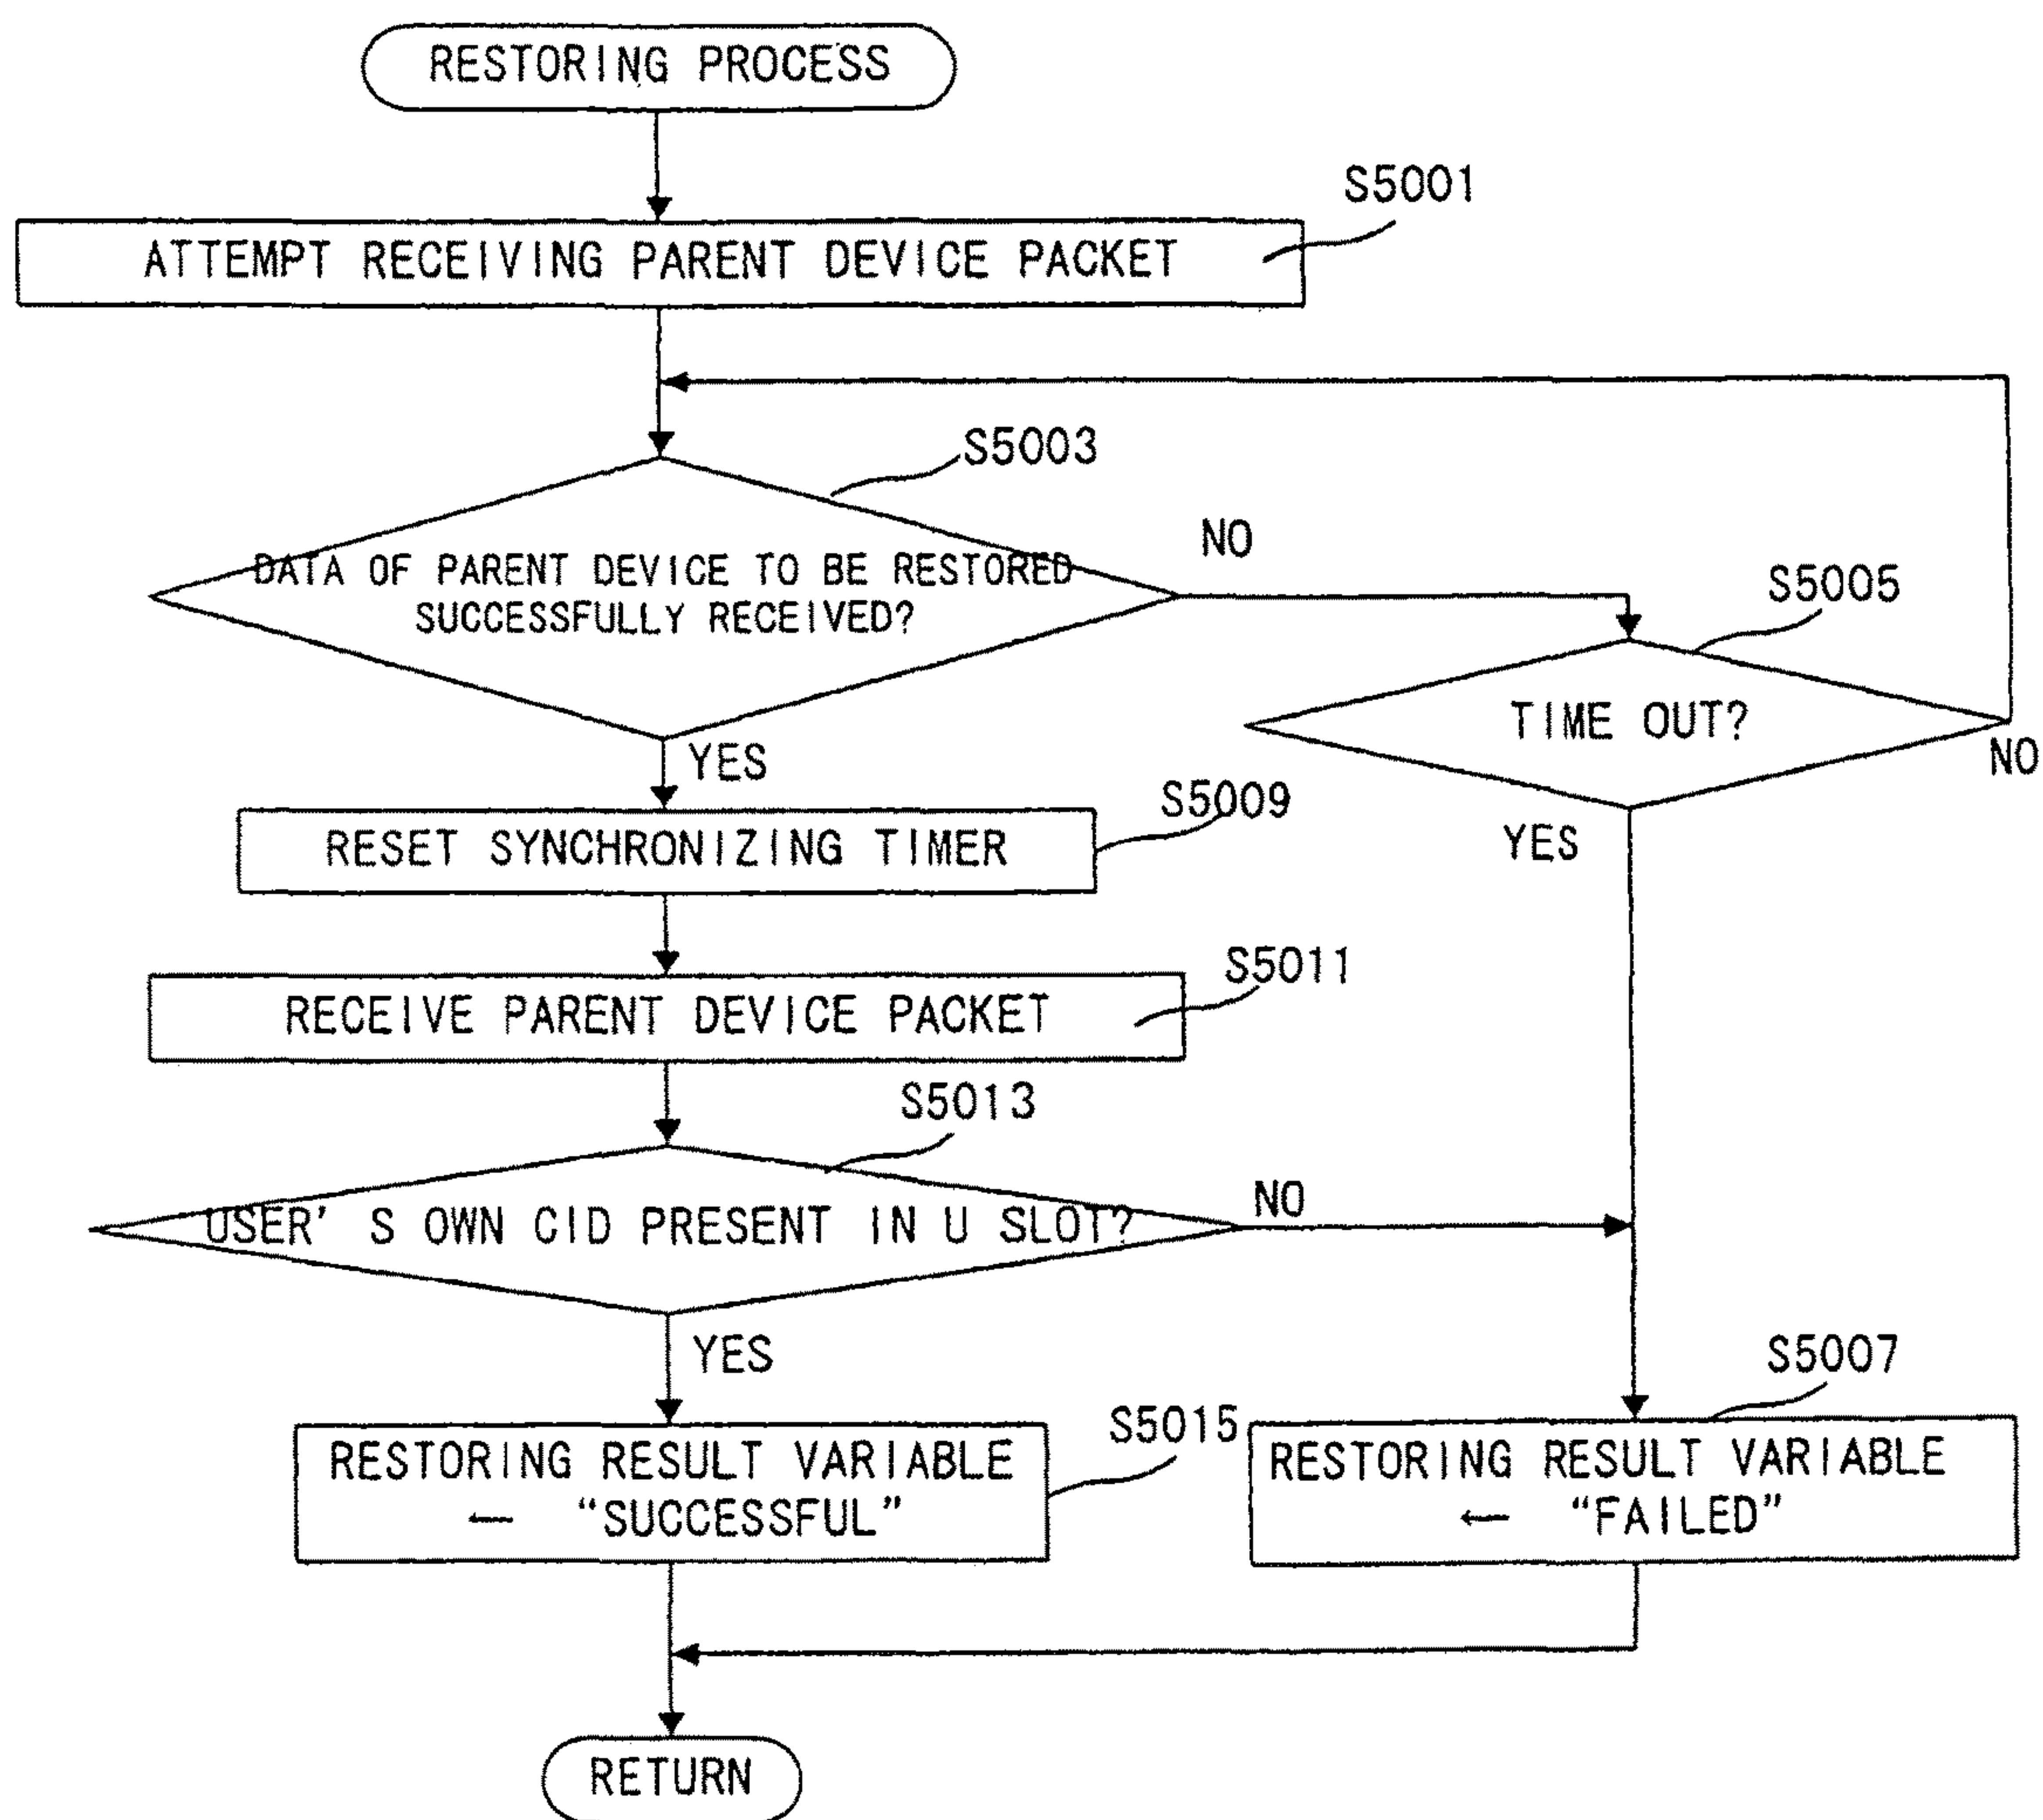 RESTORING PROCESS
S5001
ATTEMPT RECEIVING PARENT DEVICE PACKET
S5003
NO
DATA OF PARENT DEVICE TO BE RESTORED
SUCCESSFULLY RECEIVED?
S5005
TIME OUT?
NO
YES
YES
S5009
RESET SYNCHRONIZING TIMER
S5011
RECEIVE PARENT DEVICE PACKET
S5013
USER' S OWN CID PRESENT IN U SLOT?
NO
YES
S5015
RESTORING RESULT VARIABLE
← “SUCCESSFUL”
S5007
RESTORING RESULT VARIABLE
← “FAILED”
RETURN